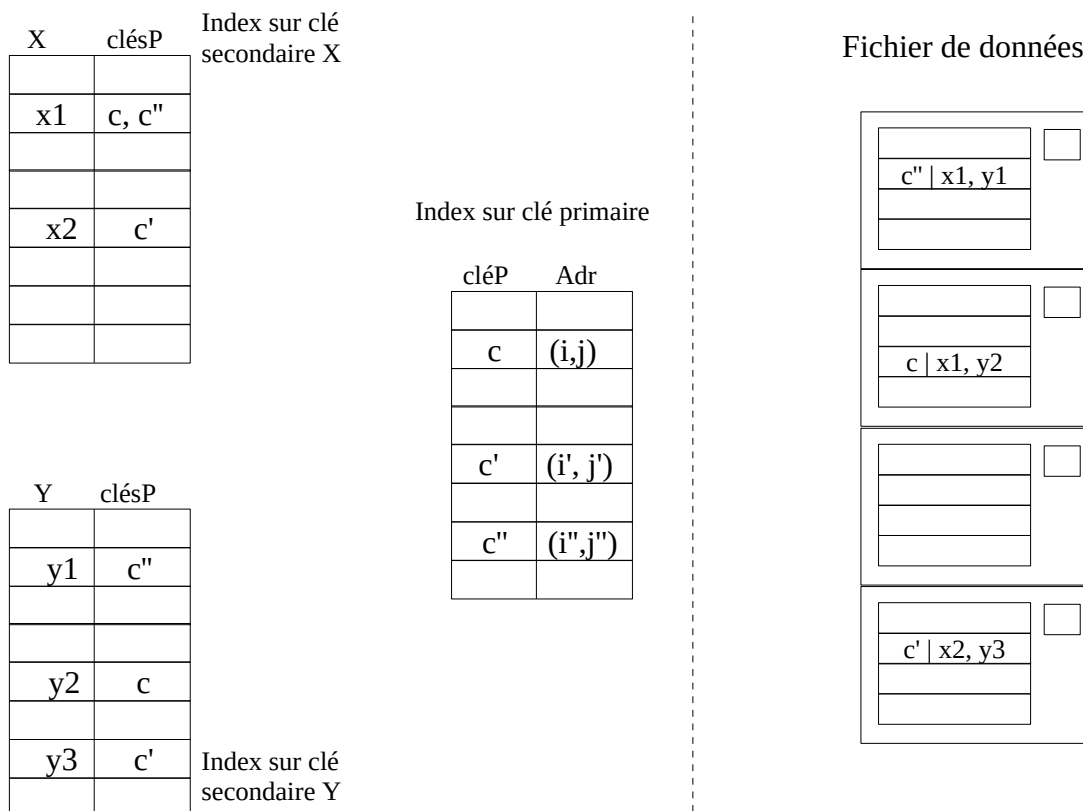 X clésP
Index sur clé
secondaire X
x1 c, c"
x2 c'
Y clésP
y1 c"
y2 c
y3 c'
Index sur clé
secondaire Y
Index sur clé primaire
cléP Adr
c (i,j)
c' (i', j')
c" (i",j")
Fichier de données
c" | x1, y1
c | x1, y2
c' | x2, y3